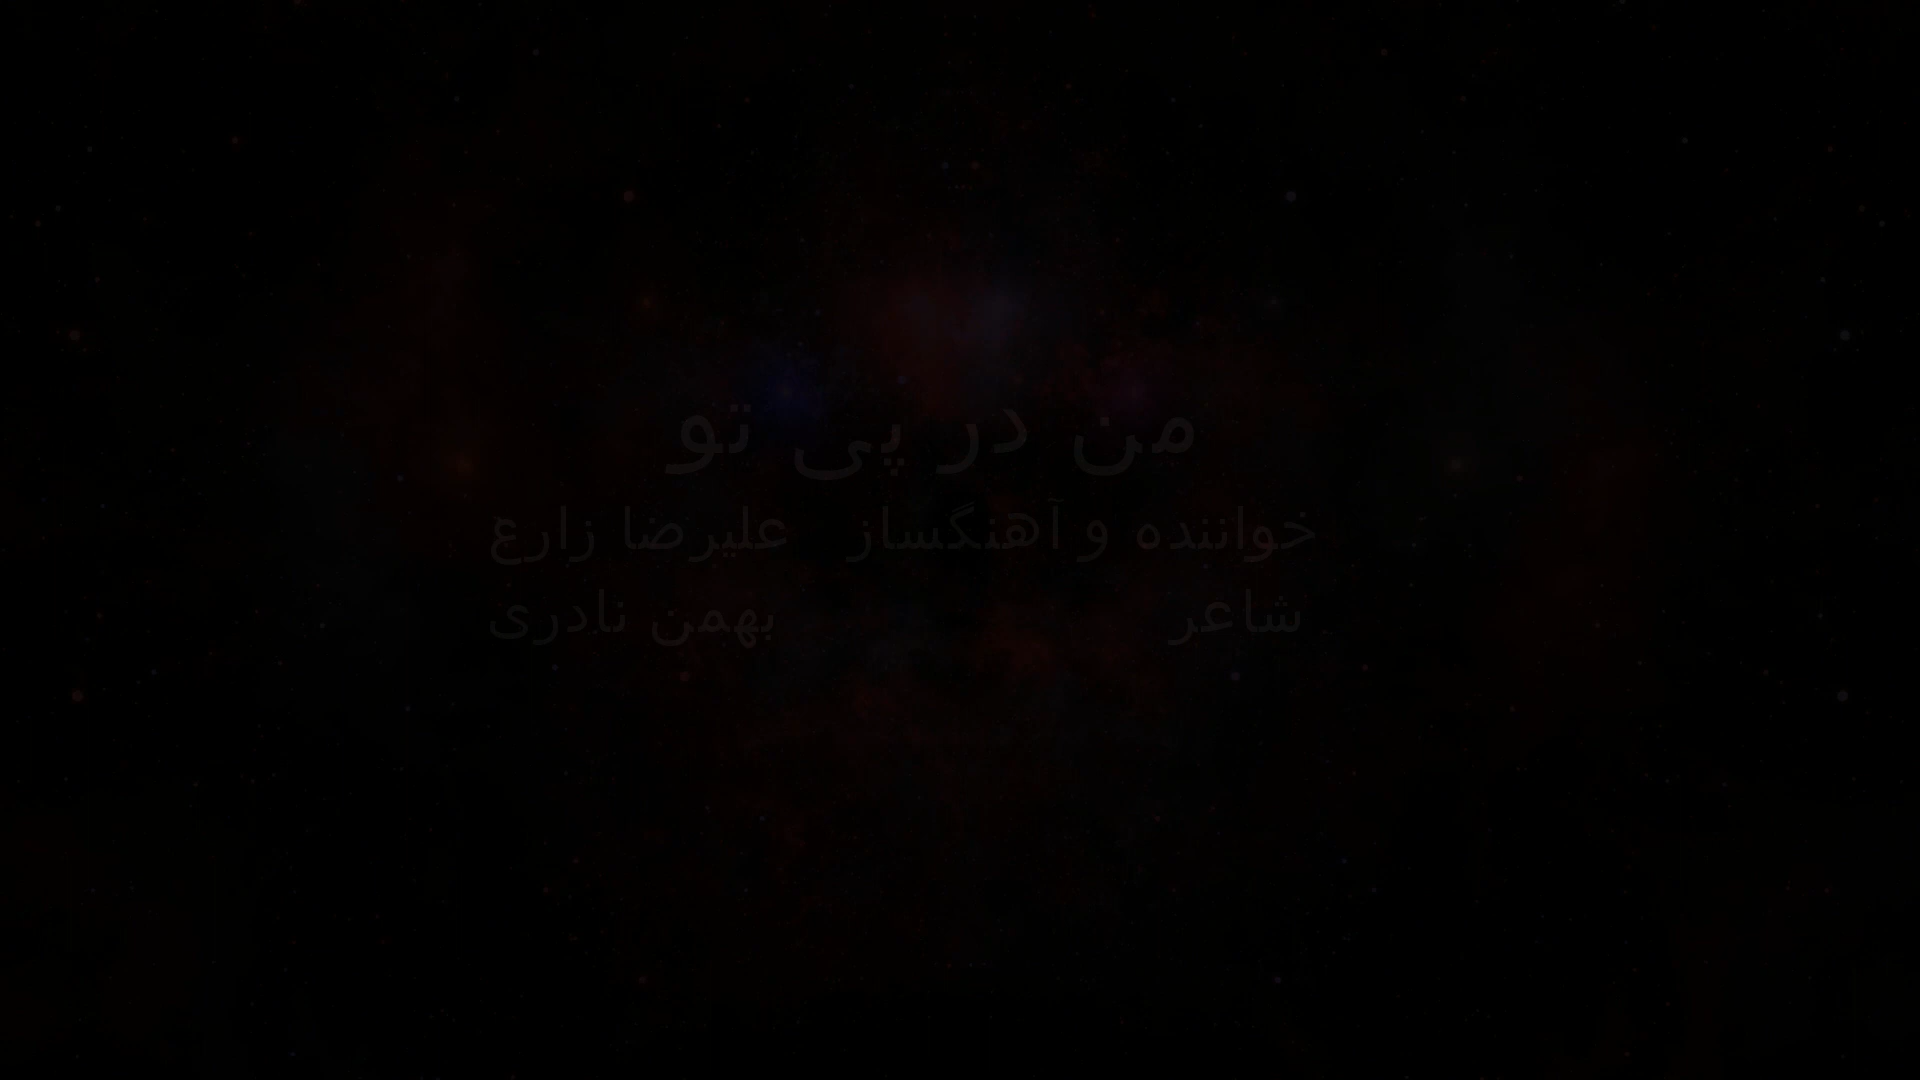 من در پی تو
خواننده و آهنگساز علیرضا زارع
شاعر بهمن نادری